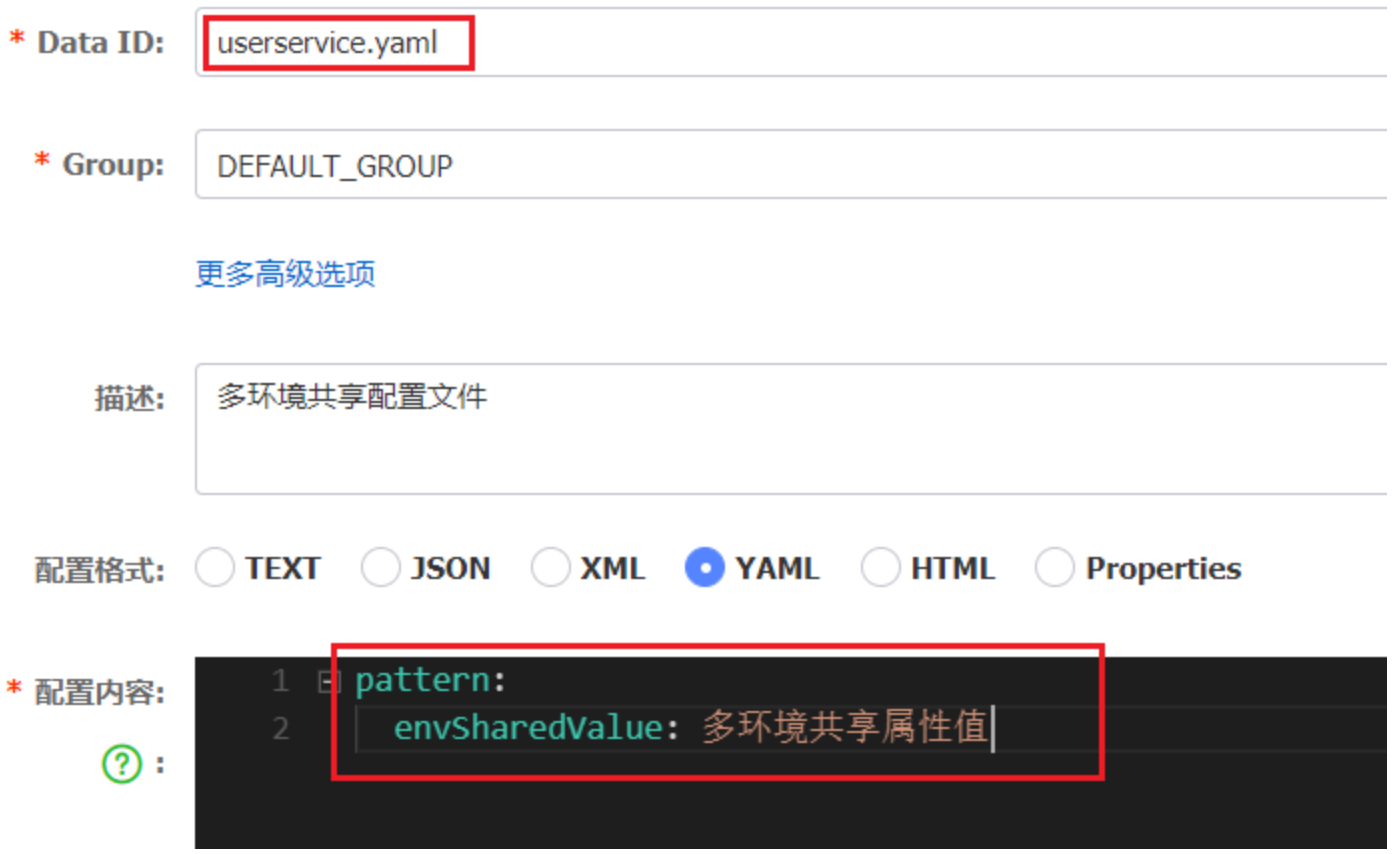 * Data ID: userservice.yaml
* Group: DEFAULT_GROUP
更多高级选项
描述: 多环境共享配置文件
配置格式: TEXT JSON XML YAML HTML Properties
* 配置内容: 1 pattern:
2 envSharedValue: 多环境共享属性值
? :